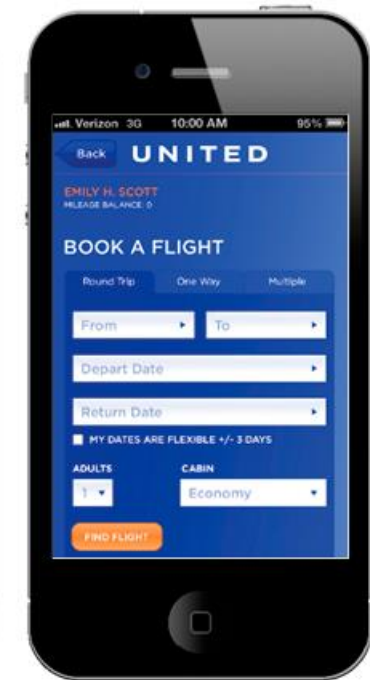 Verizon 3G 10:00 AM 95%
Back UNITED
EMILY H. SCOTT
MILEAGE BALANCE: 0
BOOK A FLIGHT
Round Trip One Way Multiple
From To
Depart Date
Return Date
MY DATES ARE FLEXIBLE +/- 3 DAYS
ADULTS CABIN
1 Economy
FIND FLIGHT